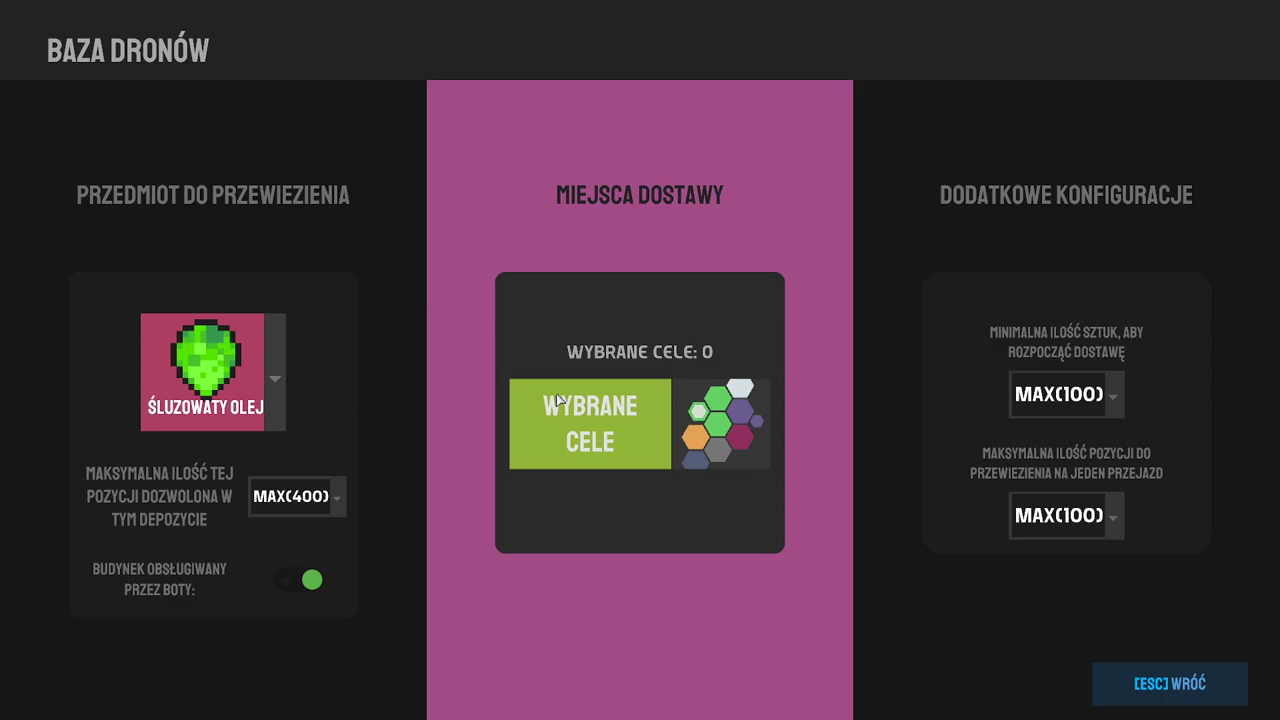 BAZA DRONÓW
PRZEDMIOT DO PRZEWIEZIENIA
ŚLUZOWATY OLEJ
MAKSYMALNA ILOŚĆ TEJ
POZYCJI DOZWOLONA W
TYM DEPOZYCIE
MAX(400)
BUDYNEK OBSŁUGIWANY
PRZEZ BOTY:
MIEJSCA DOSTAWY
WYBRANE CELE: 0
WYBRANE
CELE
DODATKOWE KONFIGURACJE
MINIMALNA ILOŚĆ SZTUK, ABY
ROZPOCZĄĆ DOSTAWĘ
MAX(100)
MAKSYMALNA ILOŚĆ POZYCJI DO
PRZEWIEZIENIA NA JEDEN PRZEJAZD
MAX(100)
[ESC] WRÓĆ